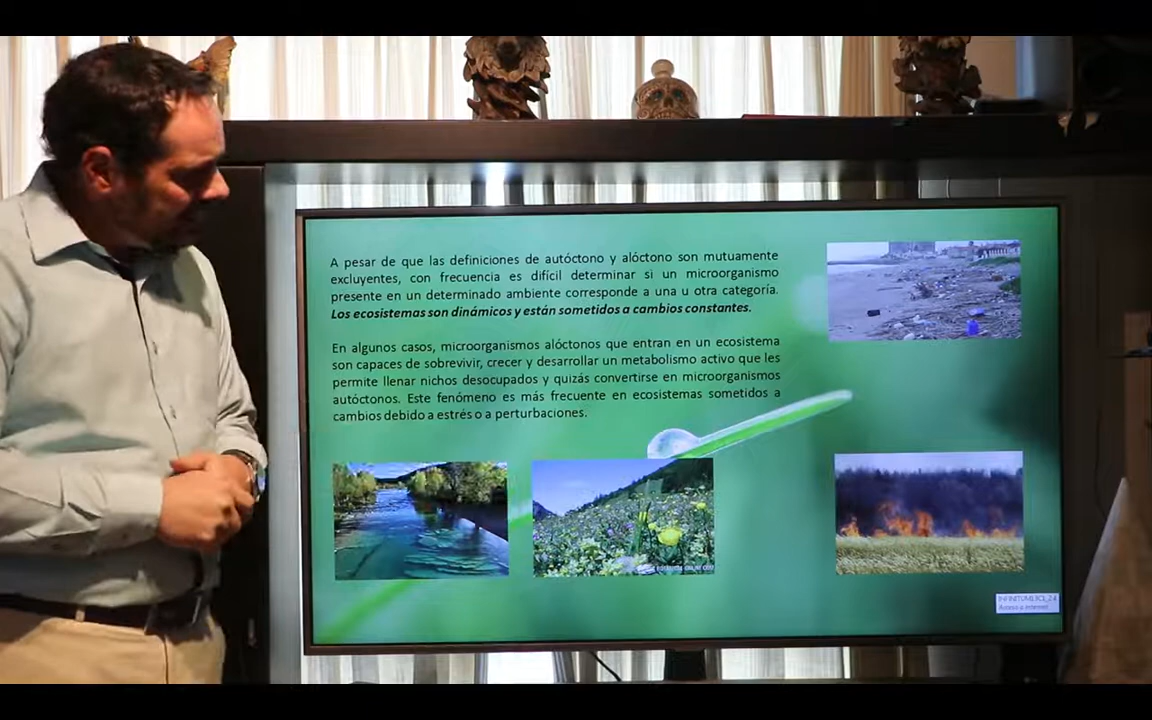 A pesar de que las definiciones de autóctono y alóctono son mutuamente
excluyentes, con frecuencia es difícil determinar si un microorganismo
presente en un determinado ambiente corresponde a una u otra categoría.
Los ecosistemas son dinámicos y están sometidos a cambios constantes.
En algunos casos, microorganismos alóctonos que entran en un ecosistema
son capaces de sobrevivir, crecer y desarrollar un metabolismo activo que les
permite llenar nichos desocupados y quizás convertirse en microorganismos
autóctonos. Este fenómeno es más frecuente en ecosistemas sometidos a
cambios debido a estrés o a perturbaciones.
Acceso a Internet